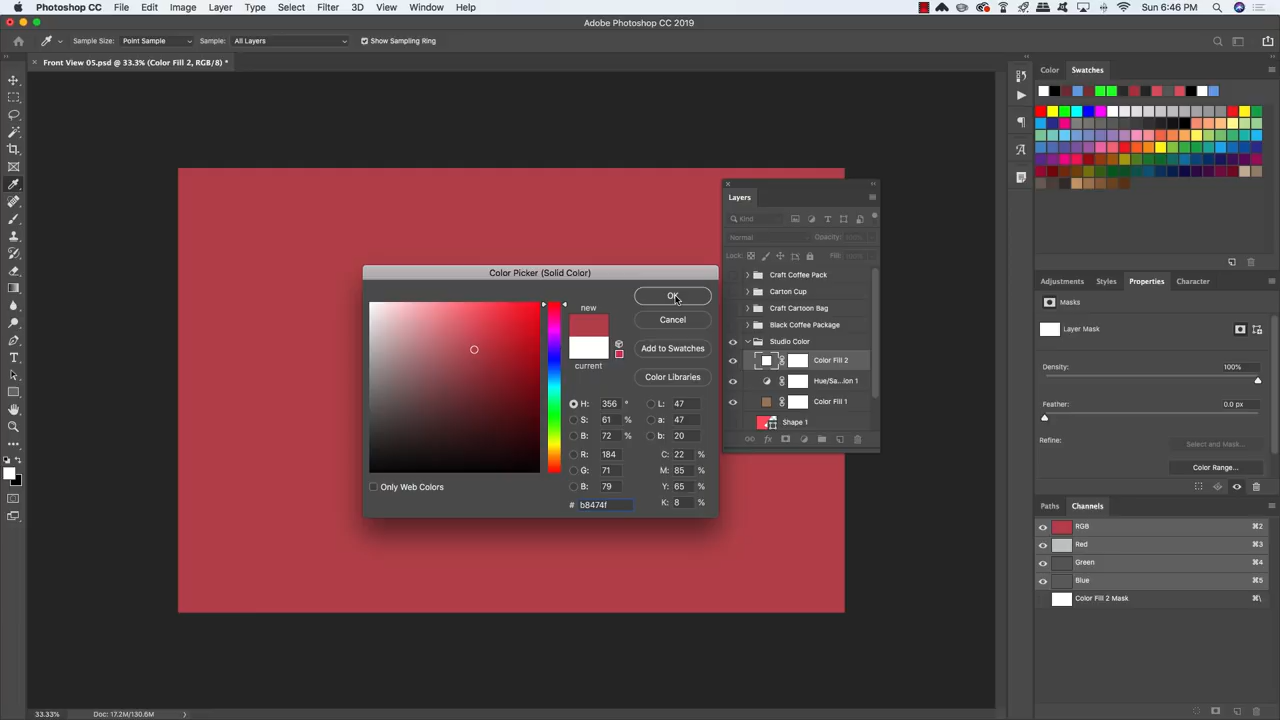 Photoshop CC File Edit Image Layer Type Select Filter 3D View Window Help Sun 6:46 PM
Adobe Photoshop CC 2019
Sample Size: Point Sample Sample: All Layers Show Sampling Ring
Front View 05.psd @ 33.3% (Color Fill 2, RGB/8) *
Color Swatches
Layers
Kind
Normal Opacity: 100%
Lock: Fill:
Craft Coffee Pack
Carton Cup
Craft Cartoon Bag
Black Coffee Package
Studio Color
Color Fill 2
Hue/Sa...ion 1
Color Fill 1
Shape 1
Color Picker (Solid Color)
new
current
OK
Cancel
Add to Swatches
Color Libraries
H: 356 ° L: 47
S: 61 % a: 47
B: 72 % b: 20
R: 184 C: 22 %
G: 71 M: 85 %
B: 79 Y: 65 %
# b8474f K: 8 %
Only Web Colors
Adjustments Styles Properties Character
Masks
Layer Mask
Density: 100%
Feather: 0.0 px
Refine: Select and Mask...
Color Range...
Paths Channels
RGB ⌘2
Red ⌘3
Green ⌘4
Blue ⌘5
Color Fill 2 Mask ⌘\
33.33% Doc: 17.2M/130.6M